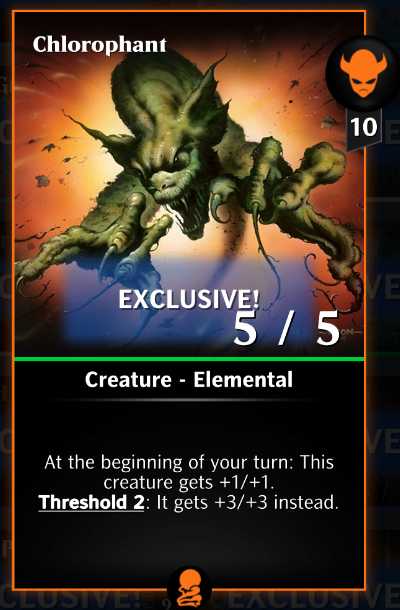 Chlorophant
10
EXCLUSIVE!
5 / 5
Creature - Elemental
At the beginning of your turn: This
creature gets +1/+1.
Threshold 2: It gets +3/+3 instead.